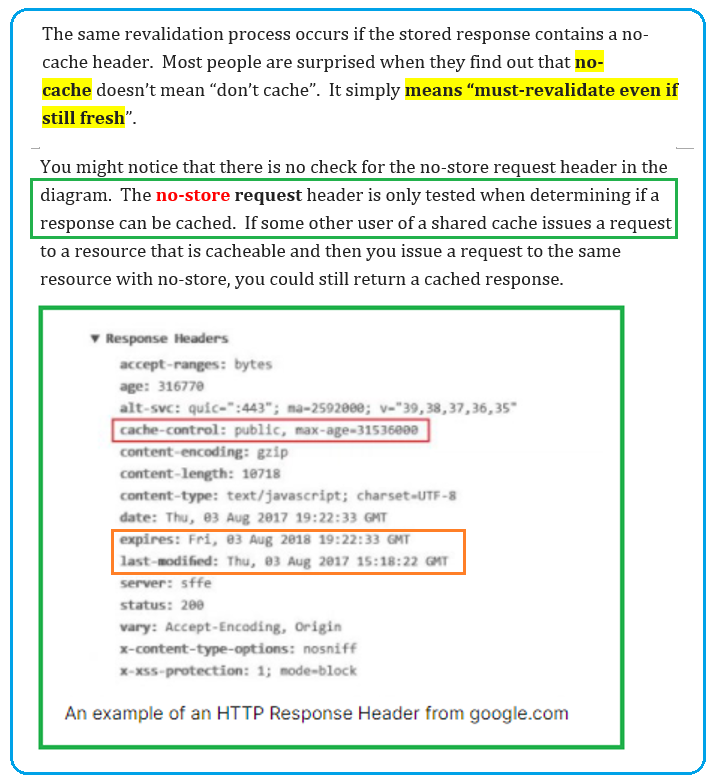 The same revalidation process occurs if the stored response contains a no-
cache header.  Most people are surprised when they find out that no-
cache doesn’t mean “don’t cache”.  It simply means “must-revalidate even if
still fresh”.
You might notice that there is no check for the no-store request header in the
diagram.  The no-store request header is only tested when determining if a
response can be cached.  If some other user of a shared cache issues a request
to a resource that is cacheable and then you issue a request to the same
resource with no-store, you could still return a cached response.
▼ Response Headers
accept-ranges: bytes
age: 316770
alt-svc: quic=":443"; ma=2592000; v="39,38,37,36,35"
cache-control: public, max-age=31536000
content-encoding: gzip
content-length: 10718
content-type: text/javascript; charset=UTF-8
date: Thu, 03 Aug 2017 19:22:33 GMT
expires: Fri, 03 Aug 2018 19:22:33 GMT
last-modified: Thu, 03 Aug 2017 15:18:22 GMT
server: sffe
status: 200
vary: Accept-Encoding, Origin
x-content-type-options: nosniff
x-xss-protection: 1; mode=block
An example of an HTTP Response Header from google.com